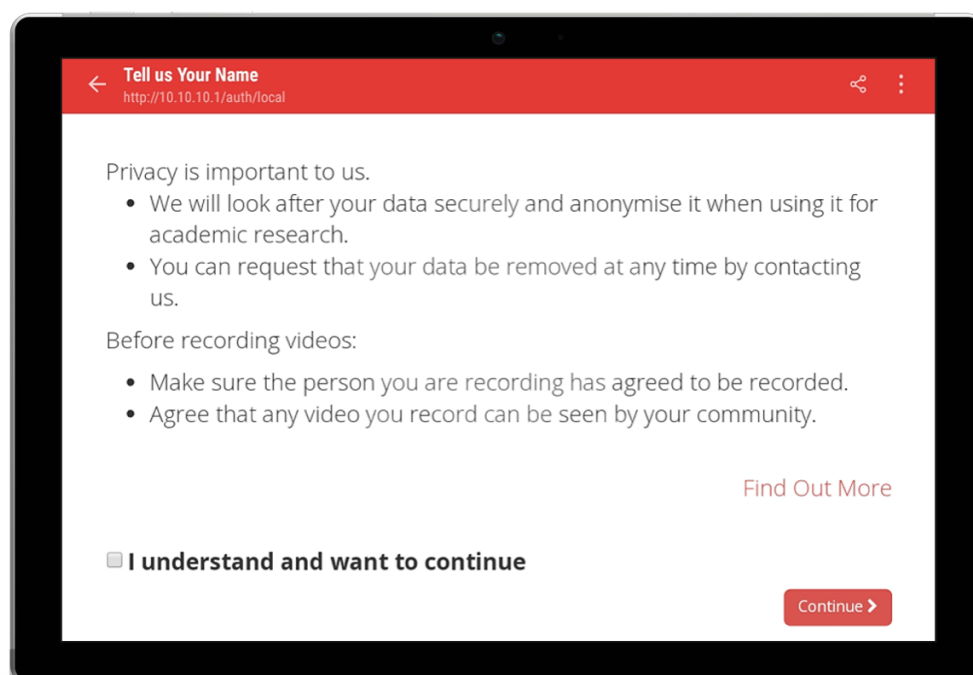 Tell us Your Name
http://10.10.10.1/auth/local
Privacy is important to us.
• We will look after your data securely and anonymise it when using it for
academic research.
• You can request that your data be removed at any time by contacting
us.
Before recording videos:
• Make sure the person you are recording has agreed to be recorded.
• Agree that any video you record can be seen by your community.
Find Out More
I understand and want to continue
Continue